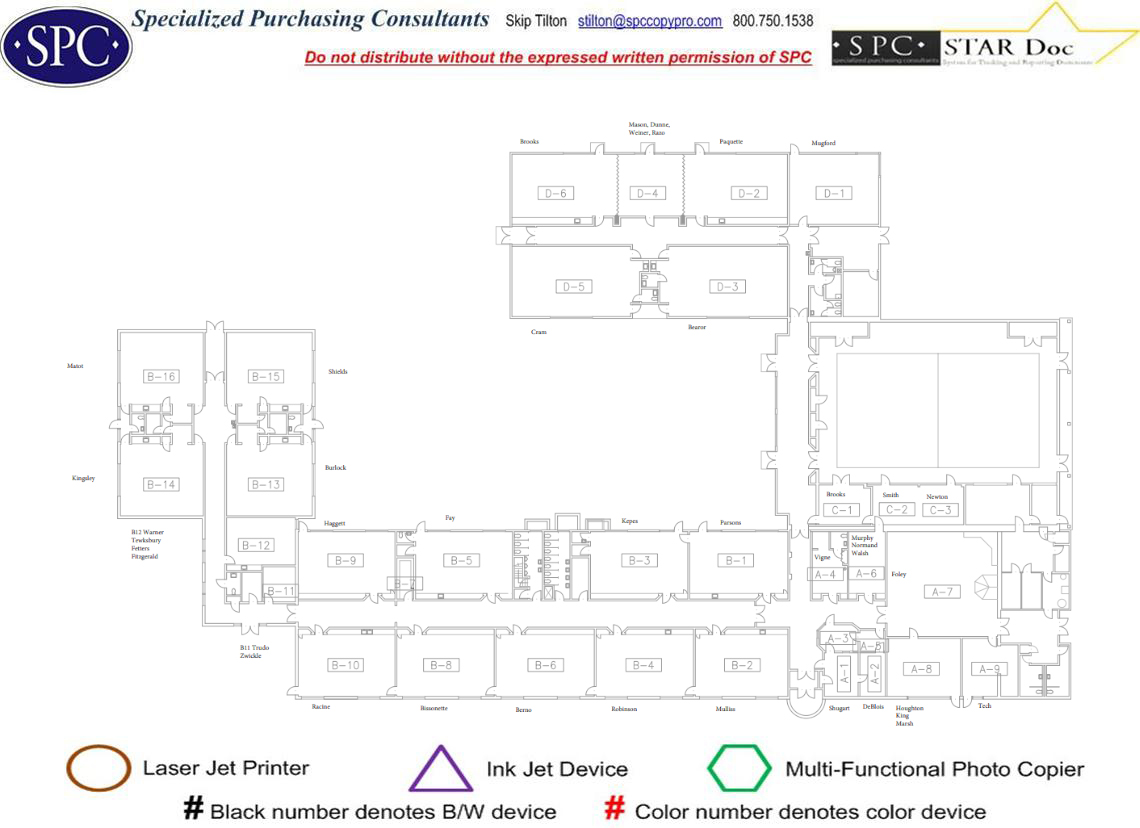 SPC
Specialized Purchasing Consultants Skip Tilton stilton@spccopypro.com 800.750.1538
Do not distribute without the expressed written permission of SPC
SPC STAR Doc
specialized purchasing consultants System for Tracking and Reporting Documents
Mason, Dunne,
Weiner, Raso
Brooks
Paquette
Mugford
D-6
D-4
D-2
D-1
D-5
D-3
Cram
Bearor
Matot
B-16
B-15
Shields
Kingsley
B-14
B-13
Burlock
B12 Warner
Tewksbury
Fetters
Fitzgerald
Haggett
Fay
Kepes
Parsons
Brooks
Smith
Newton
C-1
C-2
C-3
B-12
B-9
B-5
B-3
B-1
Vigne
Murphy
Normand
Walsh
A-4
A-6
Foley
A-7
B-11
B-7
B11 Trudo
Zwickle
B-10
B-8
B-6
B-4
B-2
A-3
A-5
A-1
A-2
A-8
A-9
Racine
Bissonette
Berno
Robinson
Mulliss
Shugart
DeBlois
Houghton
King
Marsh
Tech
Laser Jet Printer
Ink Jet Device
Multi-Functional Photo Copier
# Black number denotes B/W device
# Color number denotes color device